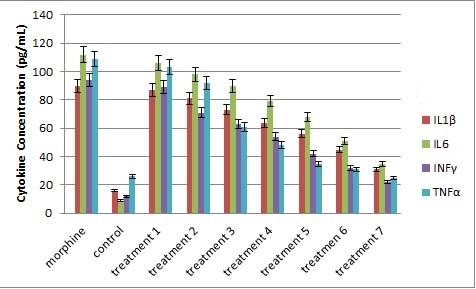 Cytokine Concentration (pg/mL)
140
120
100
80
60
40
20
0
morphine
control
treatment 1
treatment 2
treatment 3
treatment 4
treatment 5
treatmen 6
treatment 7
IL1β
IL6
INFγ
TNFα